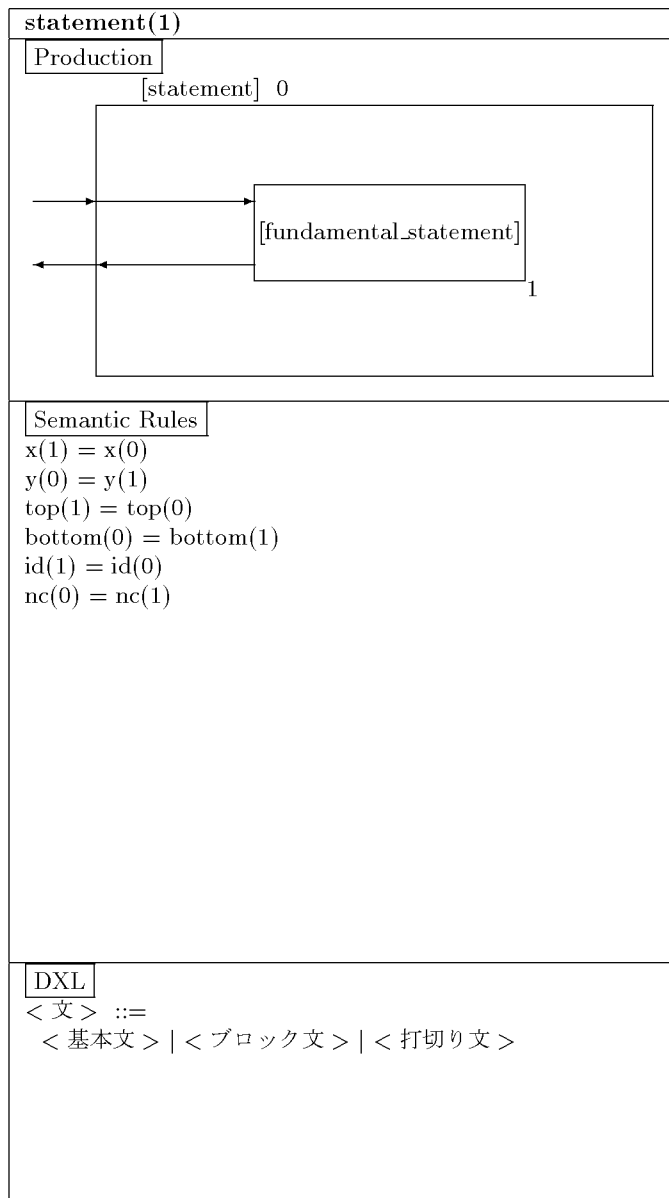 statement(1)
Production
[statement] 0
[fundamental_statement]
1
Semantic Rules
x(1) = x(0)
y(0) = y(1)
top(1) = top(0)
bottom(0) = bottom(1)
id(1) = id(0)
nc(0) = nc(1)
DXL
< 文 > ::=
< 基本文 > | < ブロック文 > | < 打切り文 >